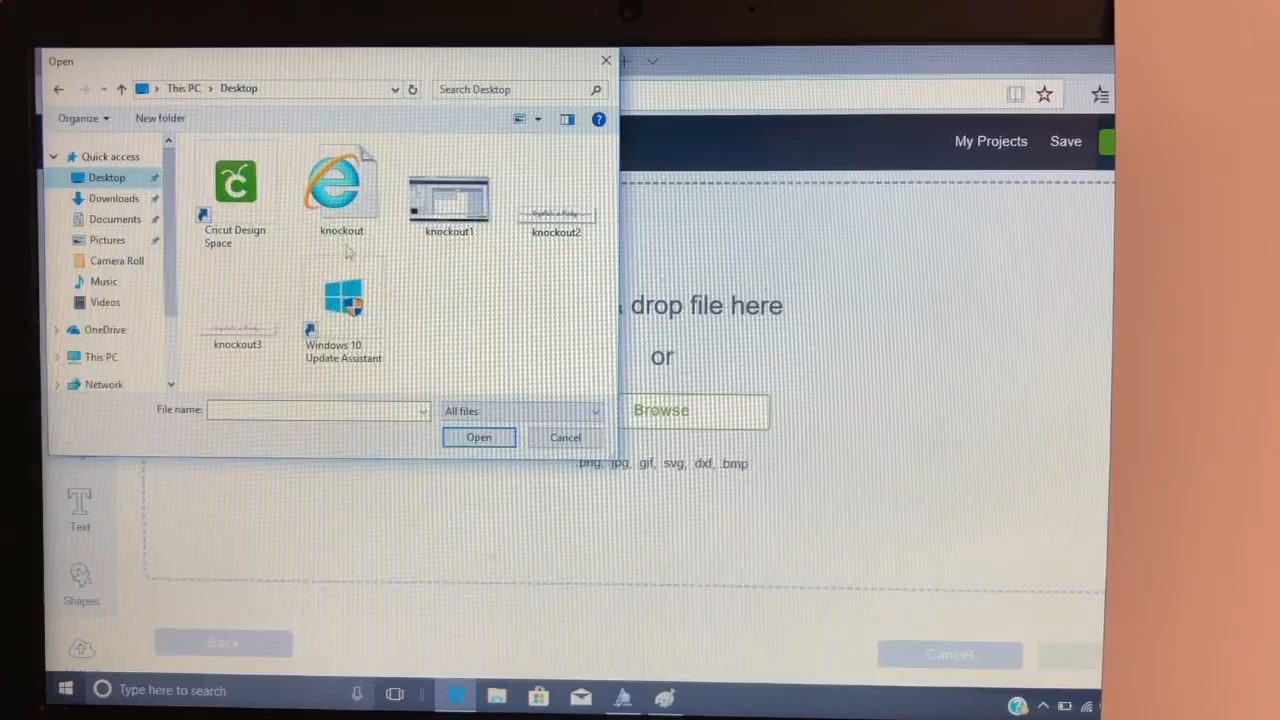 Open
This PC > Desktop
Search Desktop
Organize
New folder
My Projects
Save
Quick access
Desktop
Downloads
Documents
Pictures
Camera Roll
Music
Videos
OneDrive
This PC
Network
Cricut Design
Space
knockout
knockout1
knockout2
knockout3
Windows 10
Update Assistant
drop file here
or
Browse
File name:
All files
Open
Cancel
png, jpg, gif, svg, dxf, bmp
Text
Shapes
Back
Cancel
Type here to search